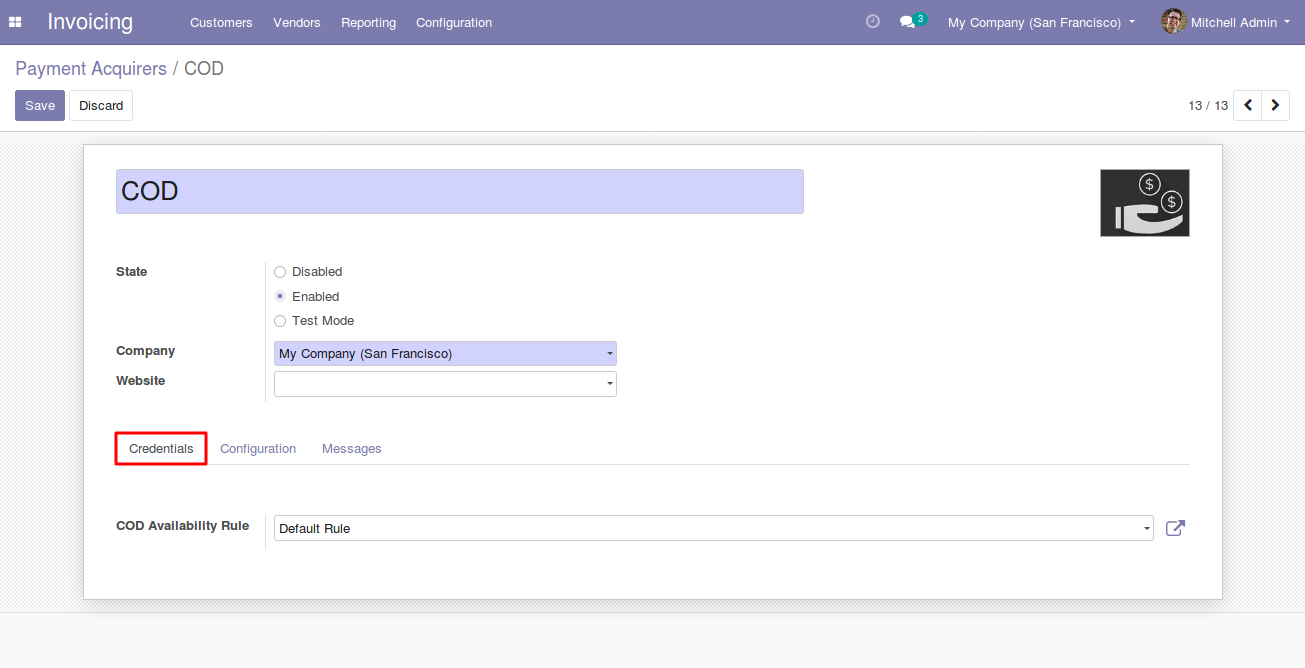 Invoicing Customers Vendors Reporting Configuration 3 My Company (San Francisco) Mitchell Admin
Payment Acquirers / COD
Save Discard 13 / 13
COD
$
$
State Disabled
Enabled
Test Mode
Company My Company (San Francisco)
Website
Credentials Configuration Messages
COD Availability Rule Default Rule